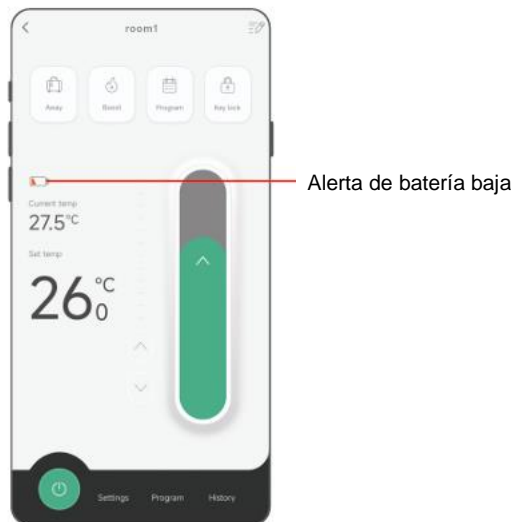 room1
Away
Boost
Program
Key lock
Alerta de batería baja
Current temp
27.5°C
Set temp
26.0 °C
Settings
Program
History